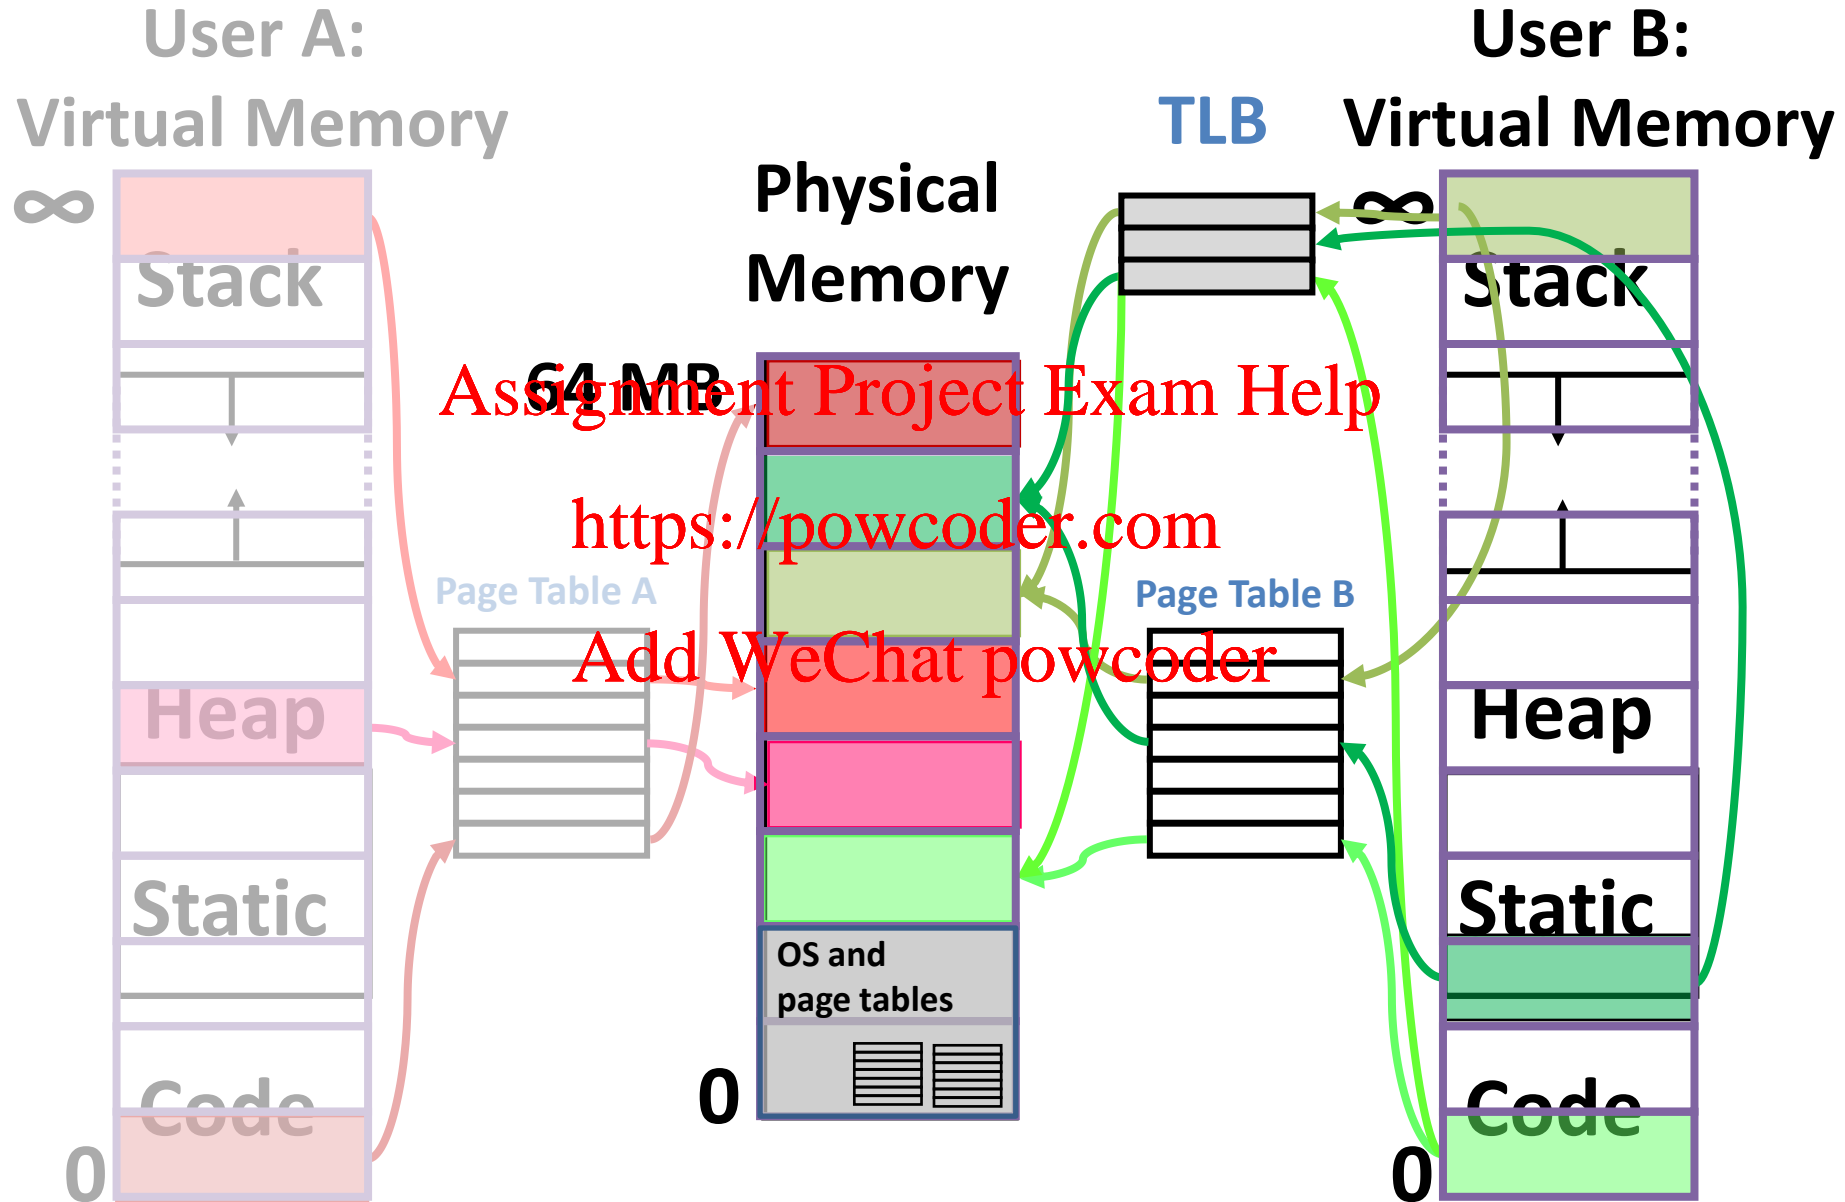 User A:
Virtual Memory
∞
Stack
Heap
Static
Code
0
Page Table A
Physical
Memory
64 MB
OS and
page tables
0
TLB
Page Table B
User B:
Virtual Memory
∞
Stack
Heap
Static
Code
0
Assignment Project Exam Help
https://powcoder.com
Add WeChat powcoder